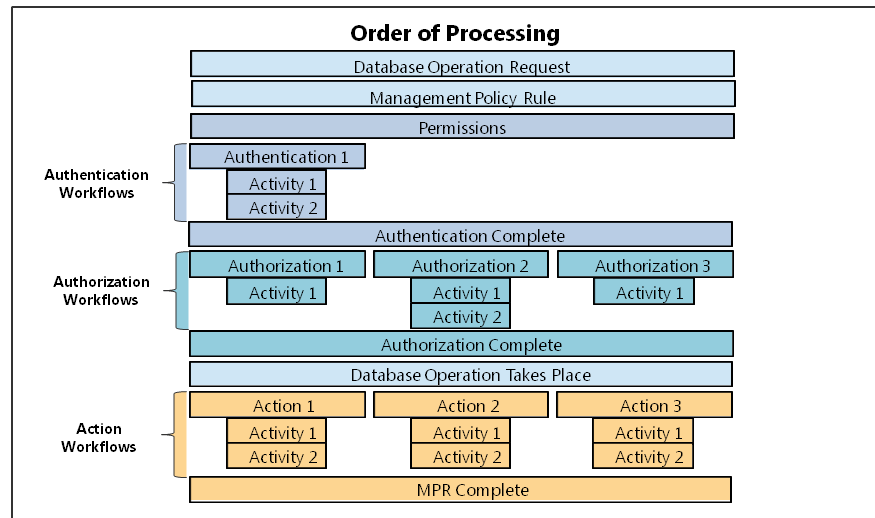 Order of Processing
Database Operation Request
Management Policy Rule
Permissions
Authentication
Workflows
Authentication 1
Activity 1
Activity 2
Authentication Complete
Authorization
Workflows
Authorization 1
Activity 1
Authorization 2
Activity 1
Activity 2
Authorization 3
Activity 1
Authorization Complete
Database Operation Takes Place
Action
Workflows
Action 1
Activity 1
Activity 2
Action 2
Activity 1
Activity 2
Action 3
Activity 1
Activity 2
MPR Complete